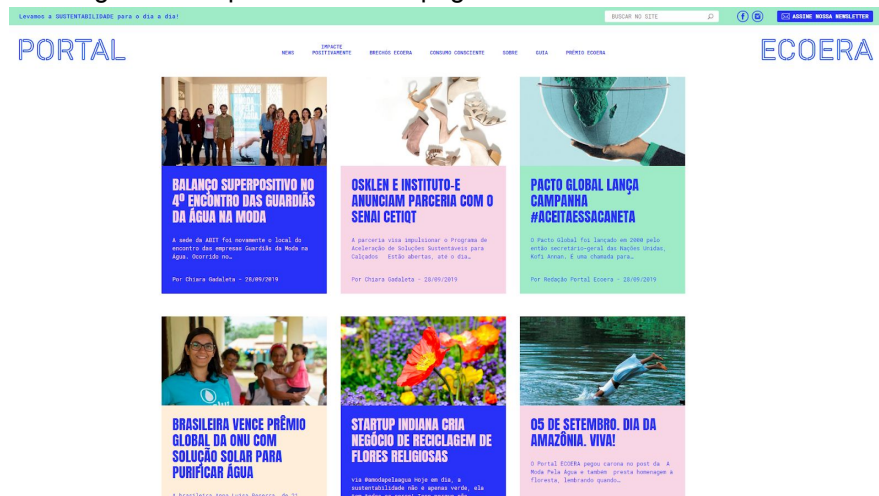 Levamos a SUSTENTABILIDADE para o dia a dia!
BUSCAR NO SITE
ASSINE NOSSA NEWSLETTER
PORTAL
NEWS
IMPACTE
POSITIVAMENTE
BRECHÓS ECOERA
CONSUMO CONSCIENTE
SOBRE
GUIA
PRÊMIO ECOERA
ECOERA
BALANÇO SUPERPOSITIVO NO
4º ENCONTRO DAS GUARDIÃS
DA ÁGUA NA MODA
A sede da ABIT foi novamente o local do
encontro das empresas Guardiãs da Moda na
Água. Ocorrido no…
Por Chiara Gadaleta - 28/09/2019
OSKLEN E INSTITUTO-E
ANUNCIAM PARCERIA COM O
SENAI CETIQT
A parceria visa impulsionar o Programa de
Aceleração de Soluções Sustentáveis para
Calçados Estão abertas, até o dia…
Por Chiara Gadaleta - 28/09/2019
PACTO GLOBAL LANÇA
CAMPANHA
#ACEITAESSACANETA
O Pacto Global foi lançado em 2000 pelo
então secretário-geral das Nações Unidas,
Kofi Annan. É uma chamada para…
Por Redação Portal Ecoera - 28/09/2019
BRASILEIRA VENCE PRÊMIO
GLOBAL DA ONU COM
SOLUÇÃO SOLAR PARA
PURIFICAR ÁGUA
STARTUP INDIANA CRIA
NEGÓCIO DE RECICLAGEM DE
FLORES RELIGIOSAS
via @amodapelaagua Hoje em dia, a
sustentabilidade não é apenas verde, ela
05 DE SETEMBRO. DIA DA
AMAZÔNIA. VIVA!
O Portal ECOERA pegou carona no post da A
Moda Pela Água e também presta homenagem à
floresta, lembrando quando…